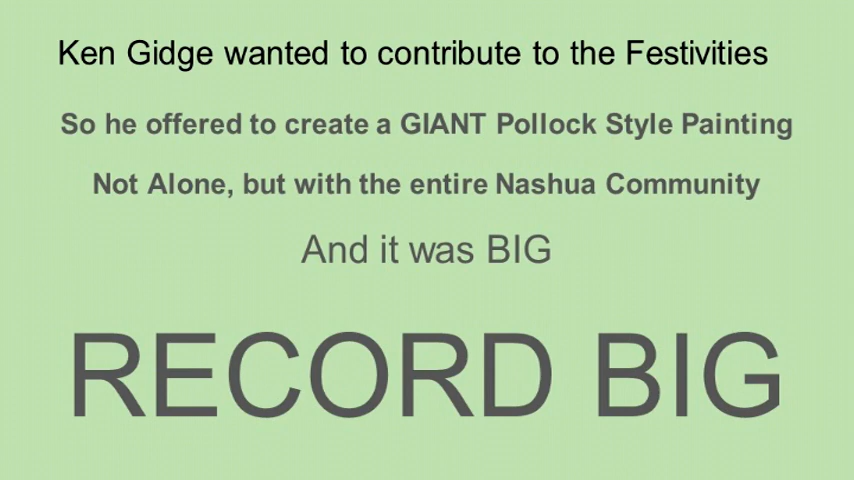 Ken Gidge wanted to contribute to the Festivities
So he offered to create a GIANT Pollock Style Painting
Not Alone, but with the entire Nashua Community
And it was BIG
RECORD BIG